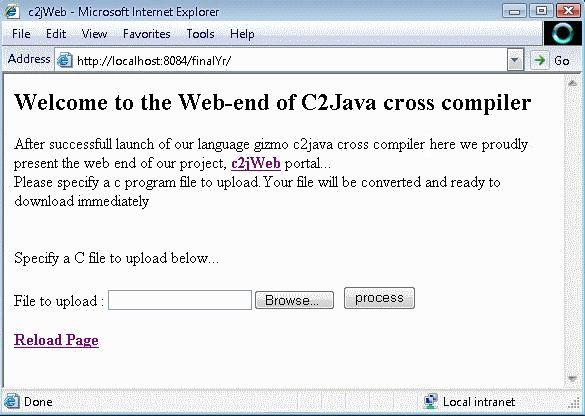 c2jWeb - Microsoft Internet Explorer
File Edit View Favorites Tools Help
Address http://localhost:8084/finalYr/ Go
Welcome to the Web-end of C2Java cross compiler
After successfull launch of our language gizmo c2java cross compiler here we proudly
present the web end of our project, c2jWeb portal...
Please specify a c program file to upload.Your file will be converted and ready to
download immediately
Specify a C file to upload below...
File to upload : Browse... process
Reload Page
Done Local intranet